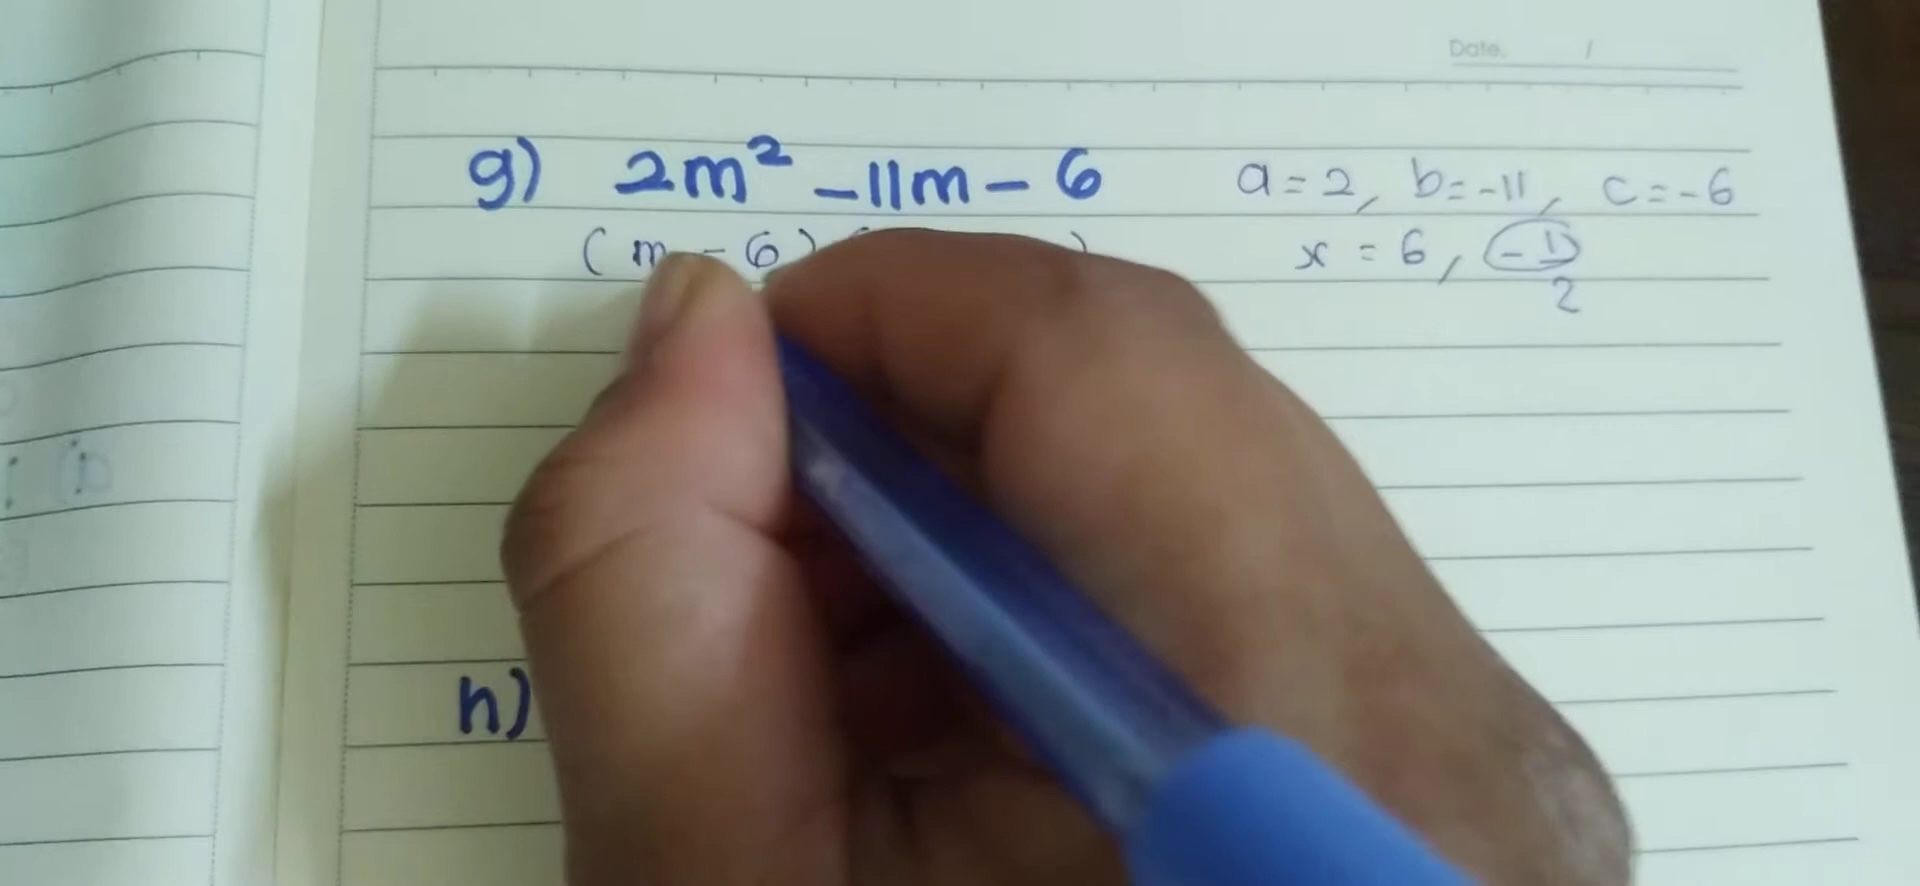 Date. /
g) 2m² -11m - 6 a = 2, b = -11, c = -6
(m - 6) ( ) x = 6, -1/2
h)